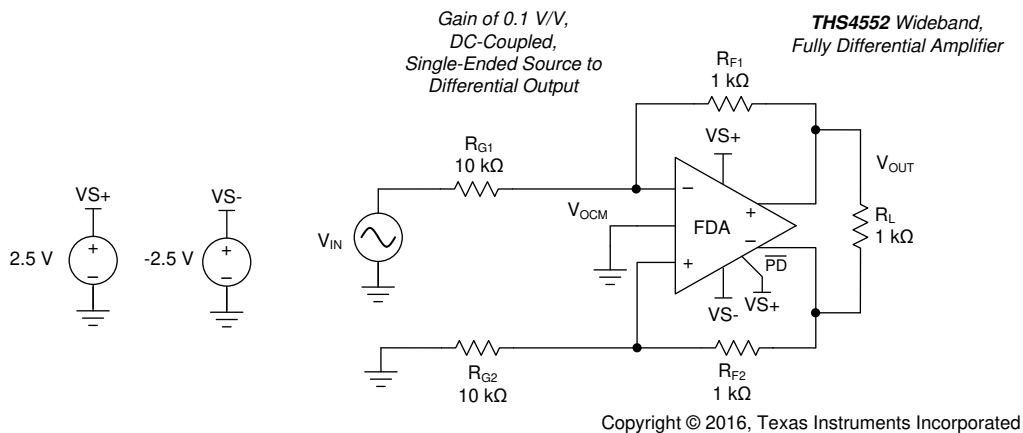 Gain of 0.1 V/V,
DC-Coupled,
Single-Ended Source to
Differential Output
THS4552 Wideband,
Fully Differential Amplifier
RF1
1 kΩ
VS+
RG1
10 kΩ
VS+
VS-
2.5 V
+
−
-2.5 V
+
−
VIN
VOCM
−
+
FDA
+
−
PD
VS-
VS+
VOUT
RL
1 kΩ
RG2
10 kΩ
RF2
1 kΩ
Copyright © 2016, Texas Instruments Incorporated